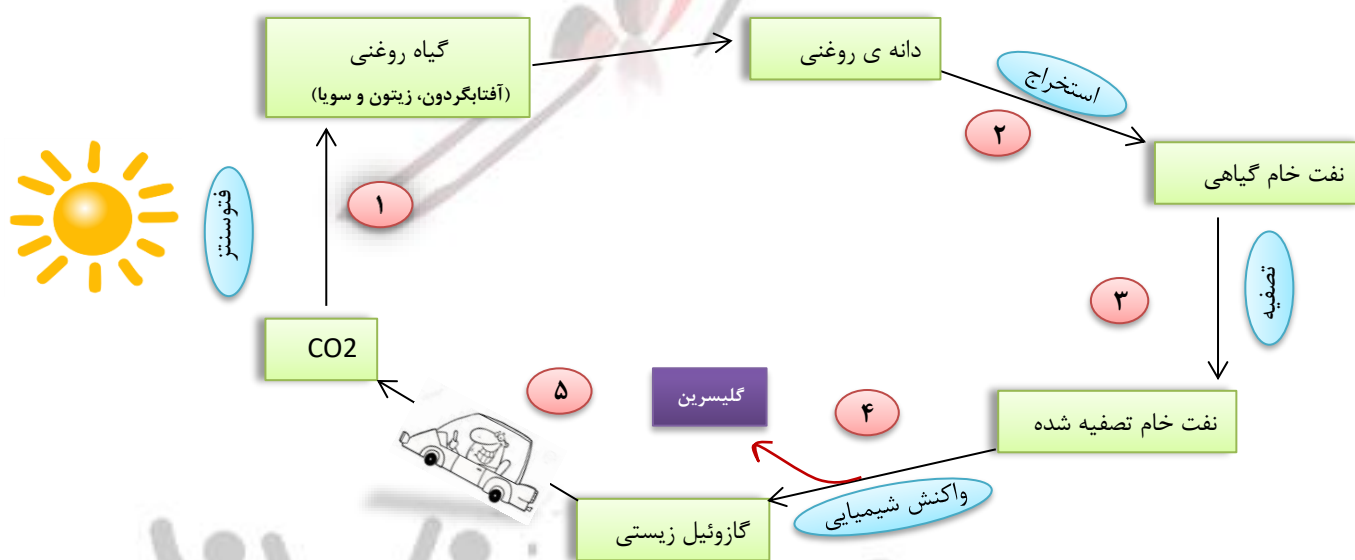 گیاه روغنی
(آفتابگردون، زیتون و سویا)
دانه ی روغنی
استخراج
۲
نفت خام گیاهی
۱
فتوسنتز
تصفیه
۳
CO2
گلیسرین
۵
۴
نفت خام تصفیه شده
واکنش شیمیایی
گازوئیل زیستی